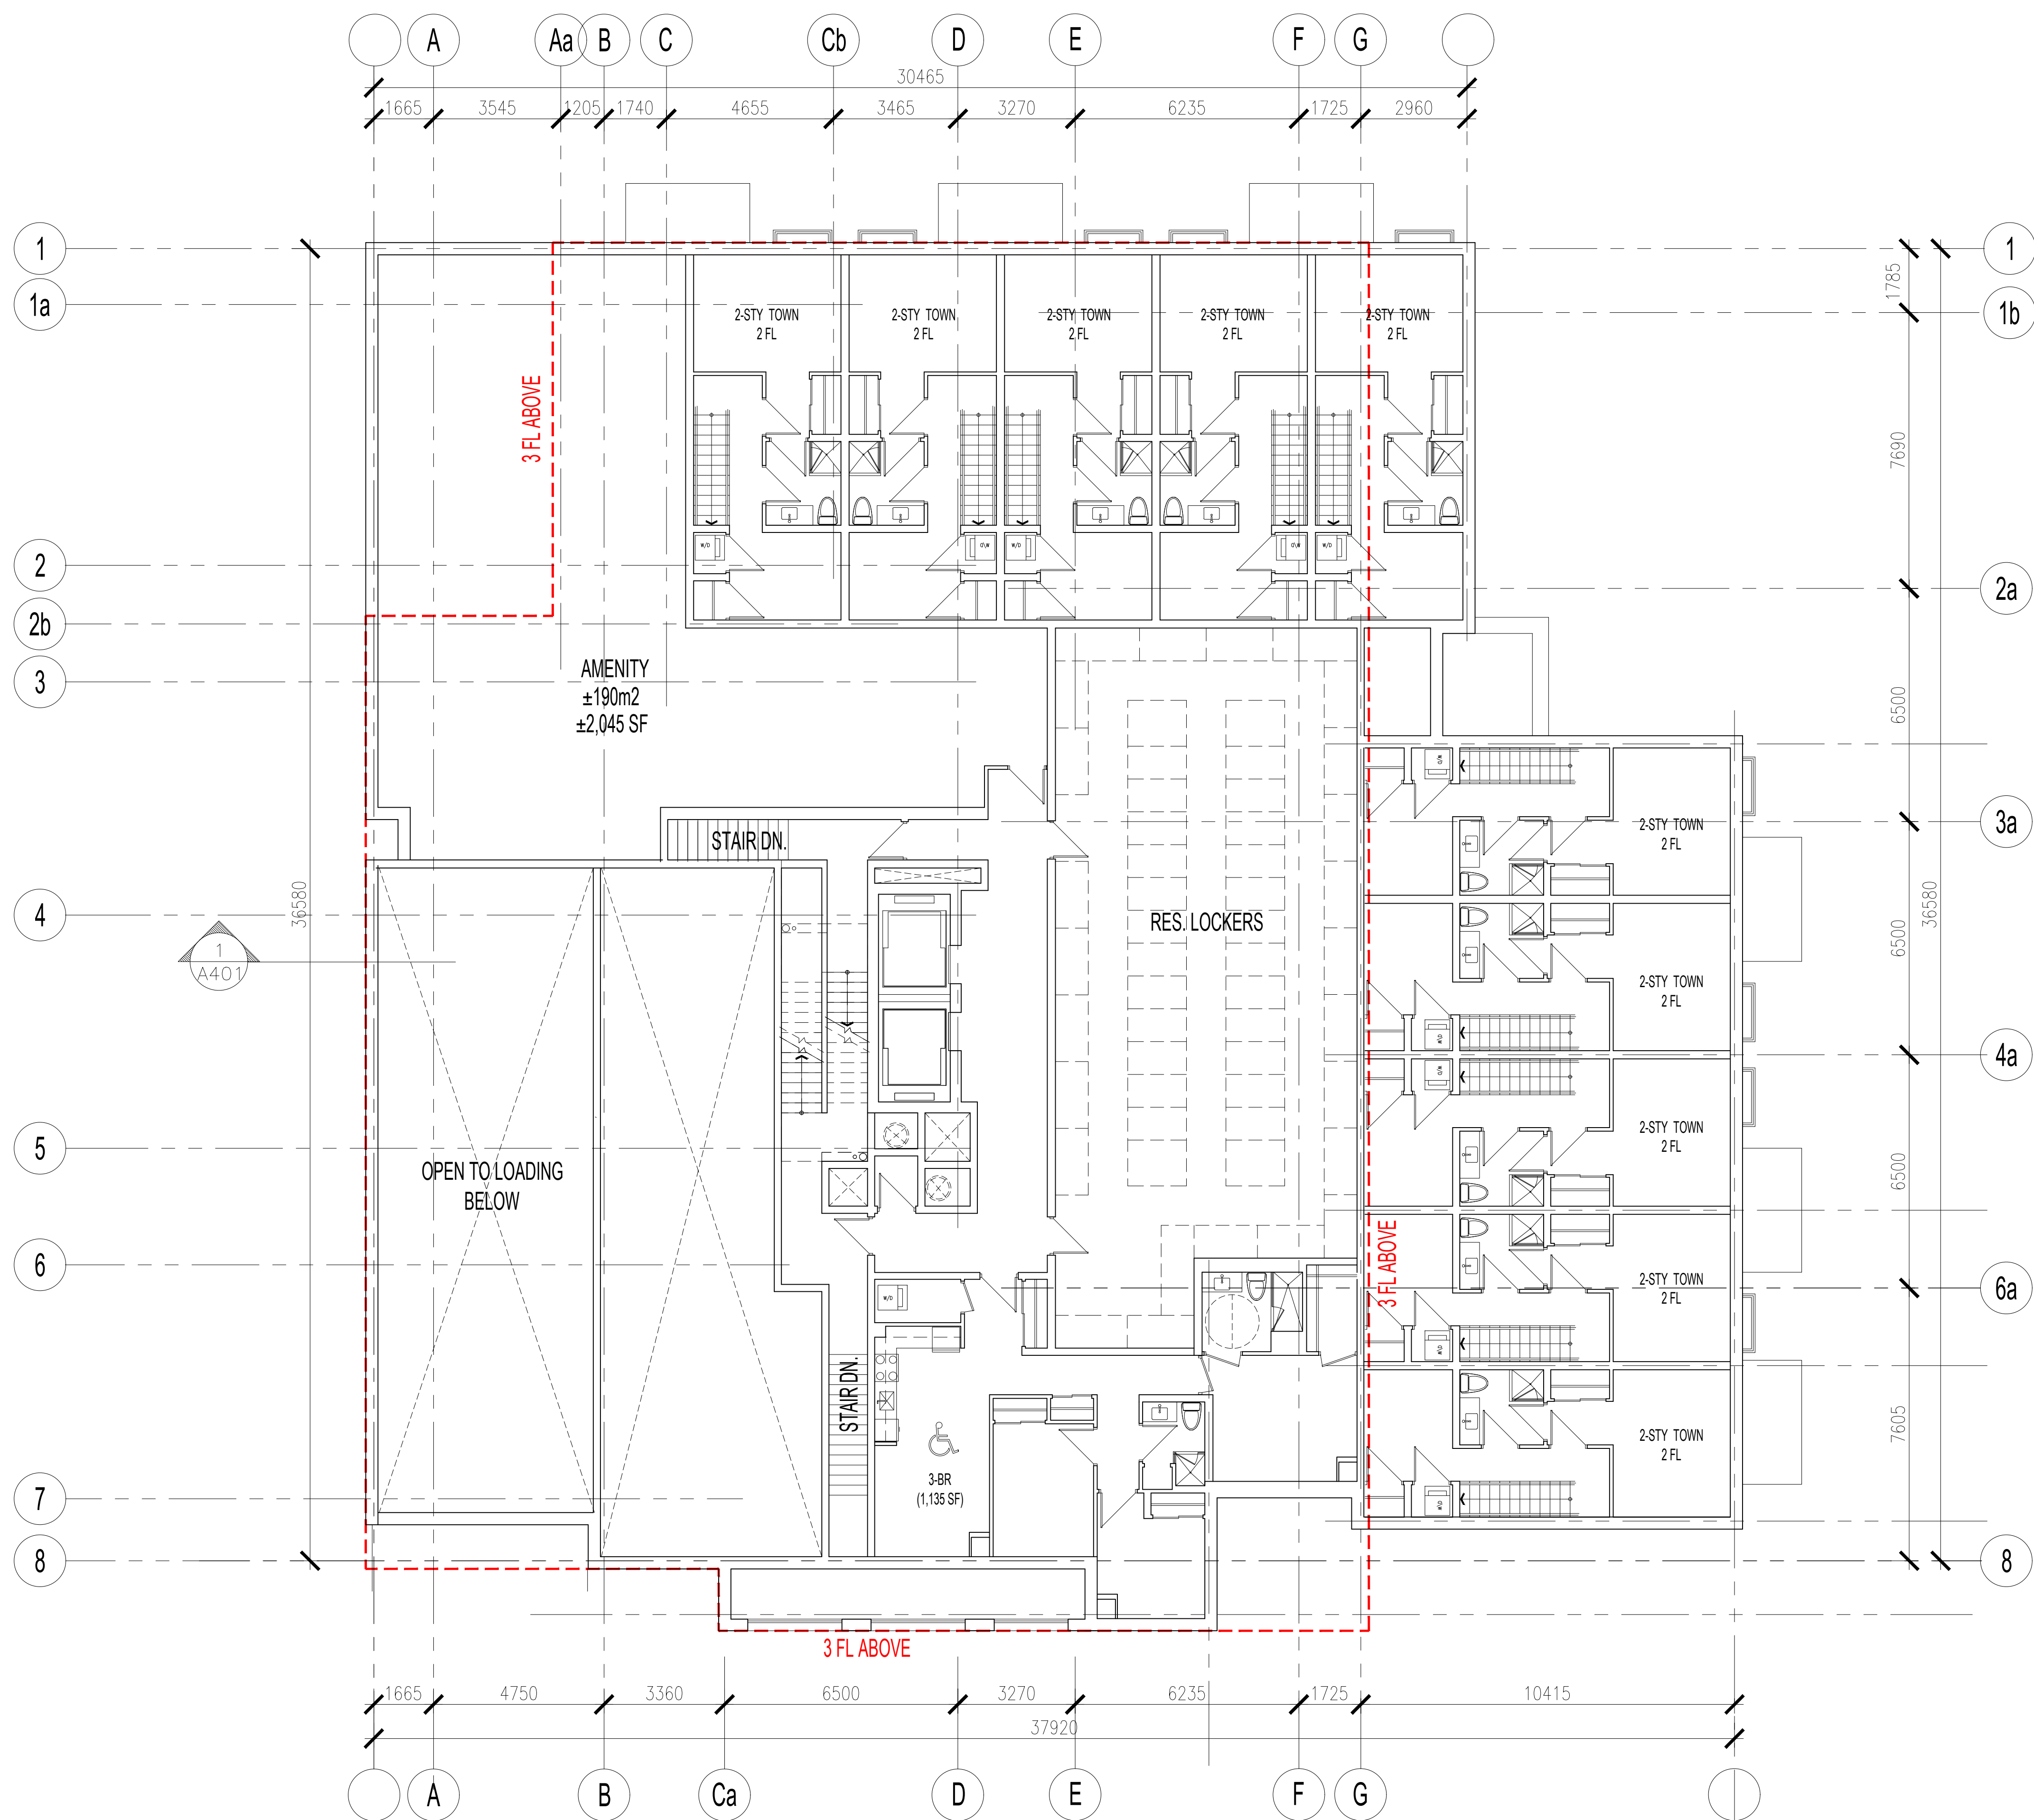 A
Aa
B
C
Cb
D
E
F
G
30465
1665
3545
1205
1740
4655
3465
3270
6235
1725
2960
1
1
1a
1b
1785
2-STY TOWN
2 FL
2-STY TOWN
2 FL
2-STY TOWN
2 FL
2-STY TOWN
2 FL
2-STY TOWN
2 FL
3 FL ABOVE
7690
W/D
W/D
W/D
W/D
W/D
2
2a
2b
3
AMENITY
±190m2
±2,045 SF
6500
W/D
3a
STAIR DN.
2-STY TOWN
2 FL
36580
36580
4
RES. LOCKERS
6500
1
A401
2-STY TOWN
2 FL
W/D
4a
W/D
5
2-STY TOWN
2 FL
OPEN TO LOADING
BELOW
6500
3 FL ABOVE
6
6a
2-STY TOWN
2 FL
W/D
W/D
STAIR DN.
7605
2-STY TOWN
2 FL
3-BR
(1,135 SF)
W/D
7
8
8
3 FL ABOVE
1665
4750
3360
6500
3270
6235
1725
10415
37920
A
B
Ca
D
E
F
G